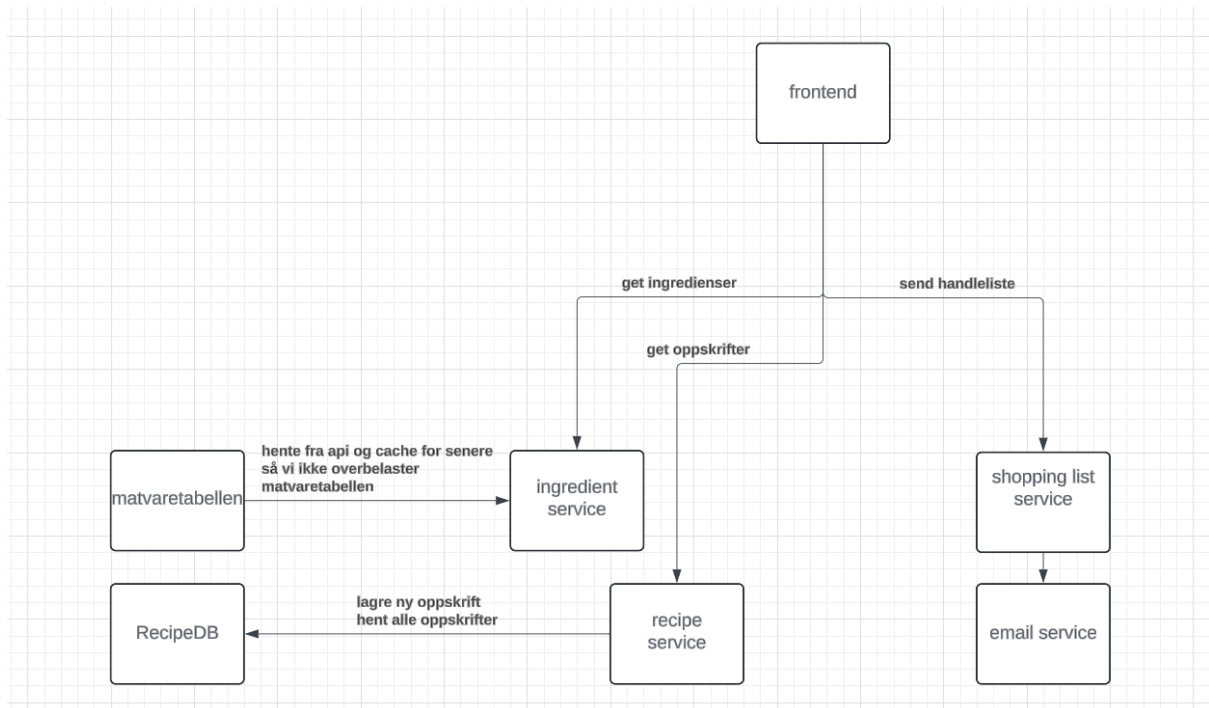 frontend
get ingredienser
send handleliste
get oppskrifter
hente fra api og cache for senere
så vi ikke overbelaster
matvaretabellen
matvaretabellen
ingredient
service
shopping list
service
lagre ny oppskrift
hent alle oppskrifter
RecipeDB
recipe
service
email service